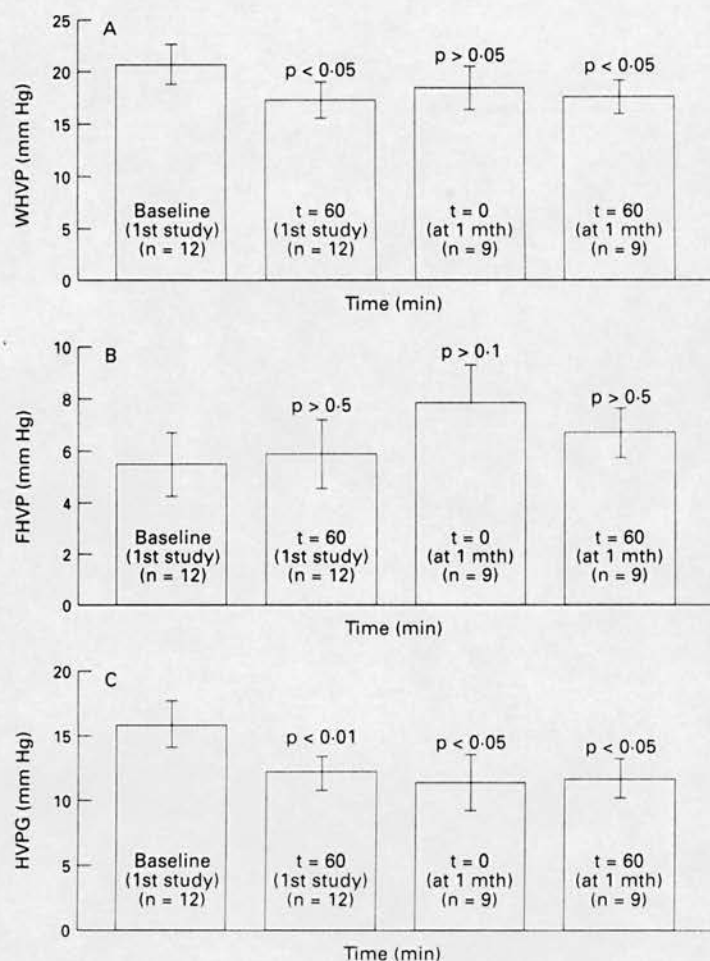 A
WHVP (mm Hg)
25
20
15
10
5
0
p < 0·05
p > 0·05
p < 0·05
Baseline
(1st study)
(n = 12)
t = 60
(1st study)
(n = 12)
t = 0
(at 1 mth)
(n = 9)
t = 60
(at 1 mth)
(n = 9)
Time (min)
B
FHVP (mm Hg)
10
8
6
4
2
0
p > 0·5
p > 0·1
p > 0·5
Baseline
(1st study)
(n = 12)
t = 60
(1st study)
(n = 12)
t = 0
(at 1 mth)
(n = 9)
t = 60
(at 1 mth)
(n = 9)
Time (min)
C
HVPG (mm Hg)
20
15
10
5
0
p < 0·01
p < 0·05
p < 0·05
Baseline
(1st study)
(n = 12)
t = 60
(1st study)
(n = 12)
t = 0
(at 1 mth)
(n = 9)
t = 60
(at 1 mth)
(n = 9)
Time (min)